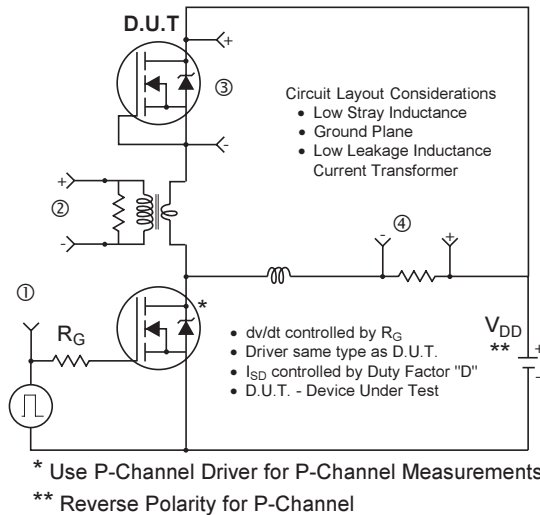 D.U.T
+
③
-
Circuit Layout Considerations
• Low Stray Inductance
• Ground Plane
• Low Leakage Inductance
Current Transformer
+
②
-
④
-
+
①
RG
*
• dv/dt controlled by RG
• Driver same type as D.U.T.
• ISD controlled by Duty Factor "D"
• D.U.T. - Device Under Test
VDD
**
+
-
* Use P-Channel Driver for P-Channel Measurements
** Reverse Polarity for P-Channel